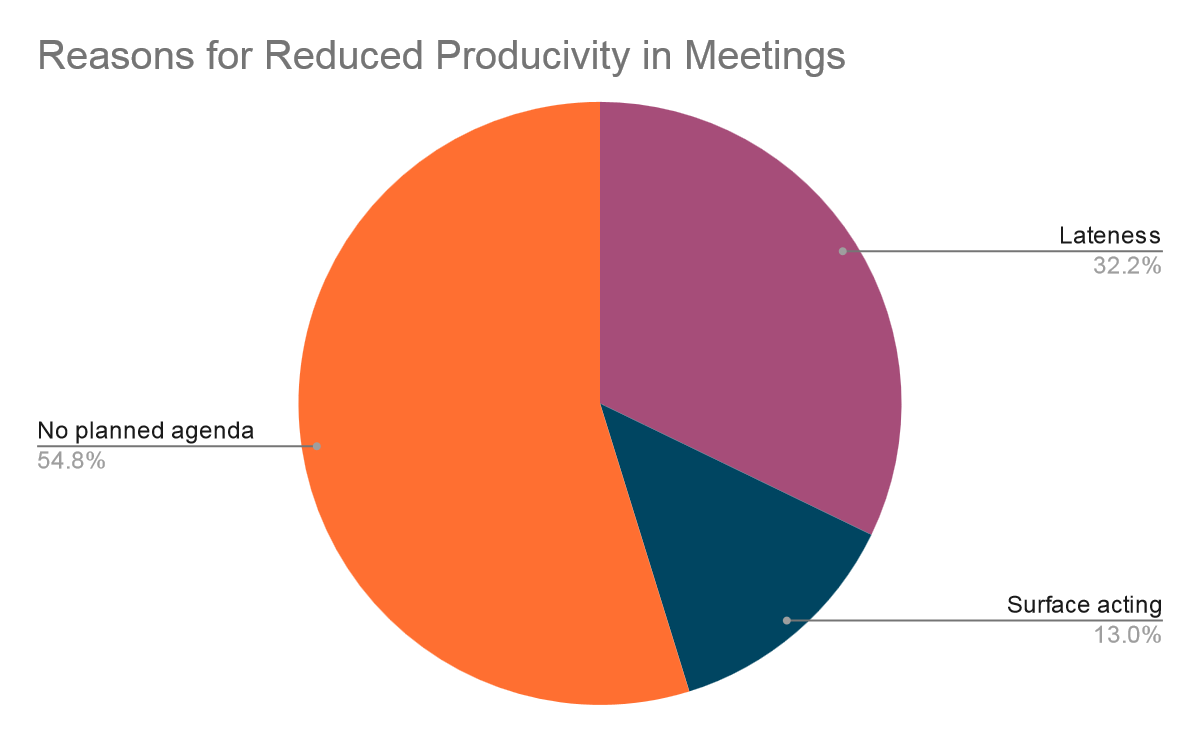 Reasons for Reduced Producivity in Meetings
Lateness
32.2%
No planned agenda
54.8%
Surface acting
13.0%